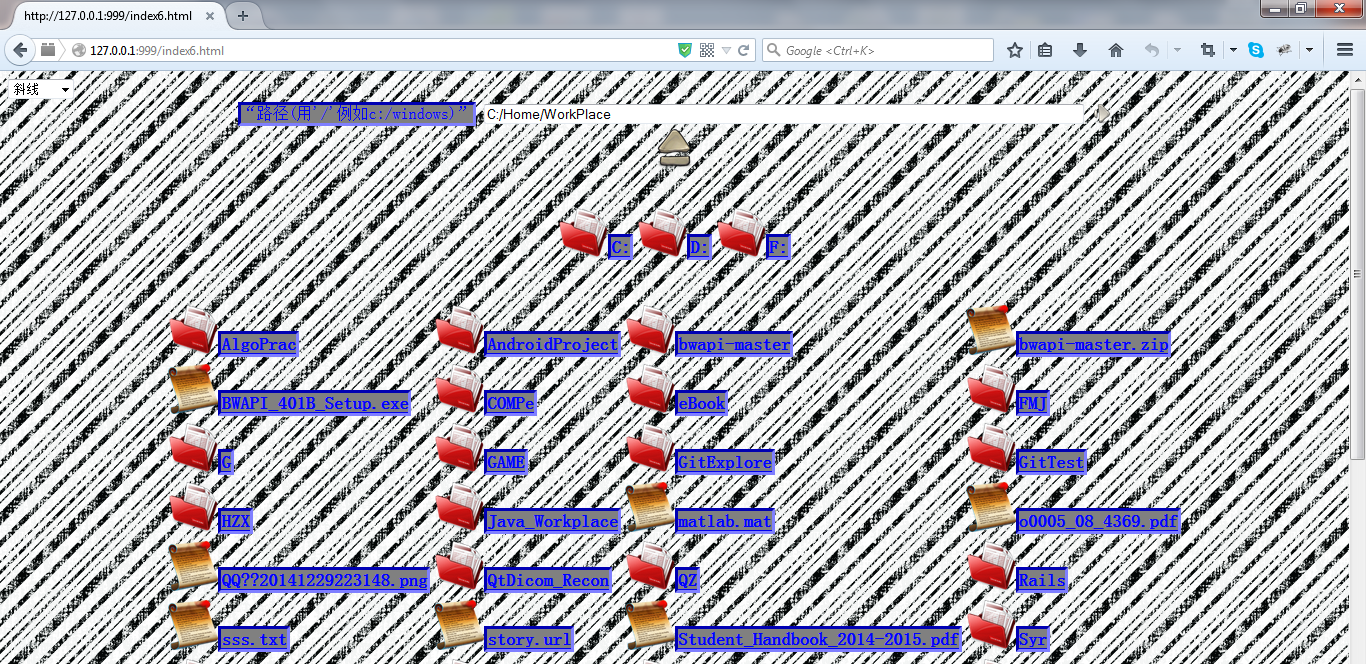 http://127.0.0.1:999/index6.html
127.0.0.1:999/index6.html
Google <Ctrl+K>
斜线
“路径(用'/'例如c:/windows)” C:/Home/WorkPlace
C: D: F:
AlgoPrac AndroidProject bwapi-master bwapi-master.zip
BWAPI_401B_Setup.exe COMPe eBook FMJ
G GAME GitExplore GitTest
HZX Java_Workplace matlab.mat o0005_08_4369.pdf
QQ??20141229223148.png QtDicom_Recon QZ Rails
sss.txt story.url Student_Handbook_2014-2015.pdf Syr